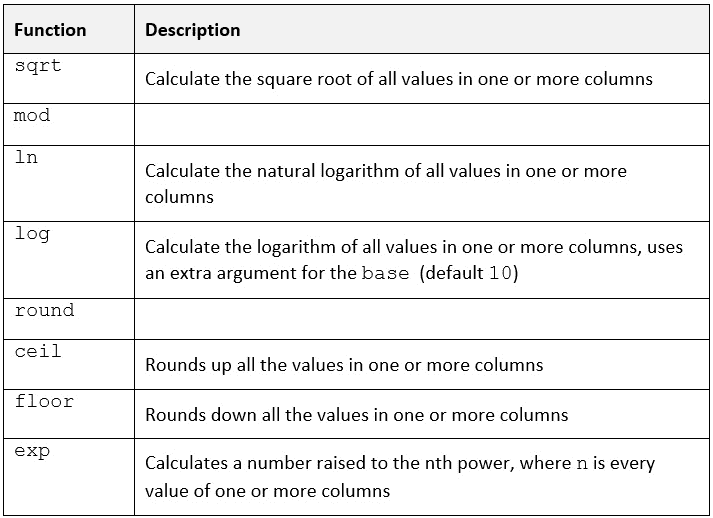 Function Description
sqrt
Calculate the square root of all values in one or more columns
mod
ln
Calculate the natural logarithm of all values in one or more
columns
log
Calculate the logarithm of all values in one or more columns, uses
an extra argument for the base (default 10)
round
ceil
Rounds up all the values in one or more columns
floor
Rounds down all the values in one or more columns
exp
Calculates a number raised to the nth power, where n is every
value of one or more columns